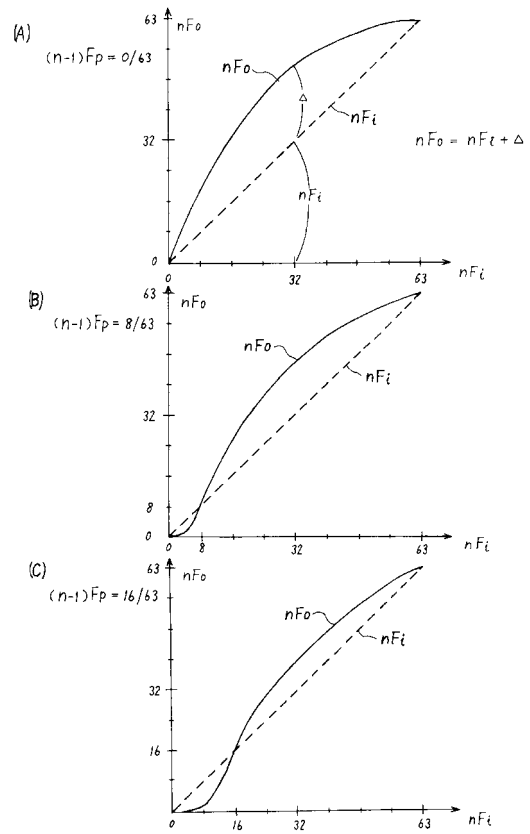 (A)
nFo
63
(n-1)Fp = 0/63
nFo
Δ
nFi
32
nFo = nFi + Δ
nFi
0
0
32
63
nFi
(B)
nFo
63
(n-1)Fp = 8/63
nFo
nFi
32
8
0
0
8
32
63
nFi
(C)
nFo
63
(n-1)Fp = 16/63
nFo
nFi
32
16
0
16
32
63
nFi